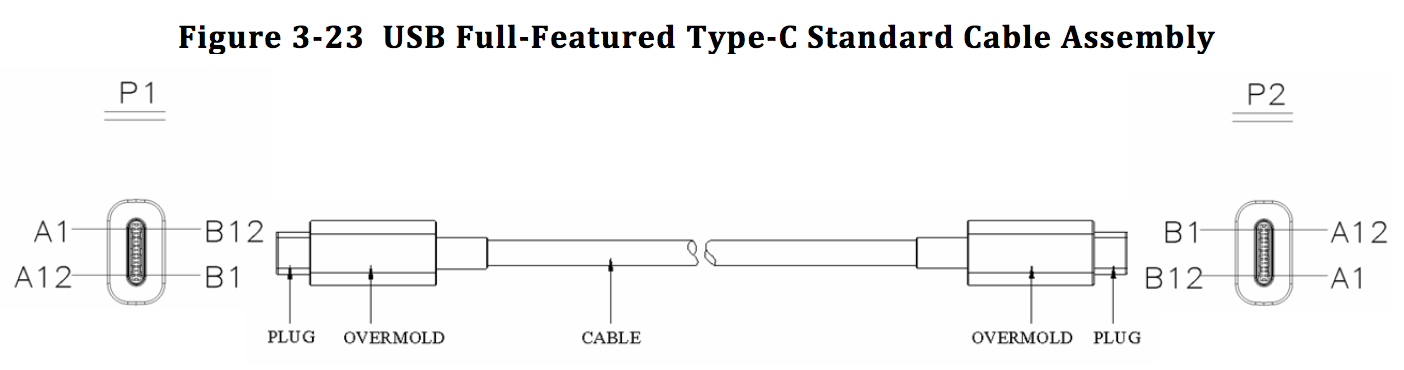 Figure 3-23 USB Full-Featured Type-C Standard Cable Assembly
P1
P2
A1
B12
B1
A12
A12
B1
B12
A1
PLUG
OVERMOLD
CABLE
OVERMOLD
PLUG